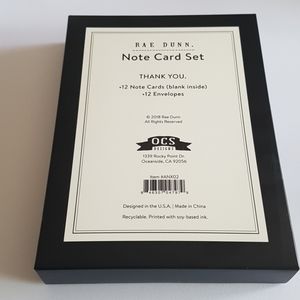 RAE DUNN.
Note Card Set
THANK YOU.
•12 Note Cards (blank inside)
•12 Envelopes
© 2018 Rae Dunn
All Rights Reserved
OCS
DESIGNS
1339 Rocky Point Dr.
Oceanside, CA 92056
Item #ANX02
Designed in the U.S.A. | Made in China
Recyclable. Printed with soy-based ink.